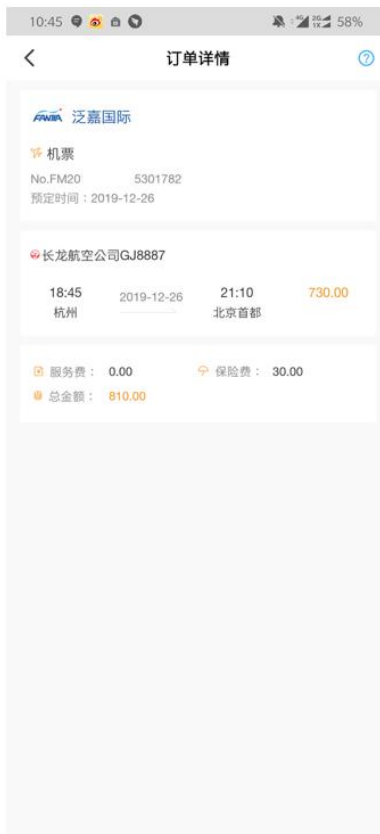 10:45 58%
订单详情
FANJIA 泛嘉国际
机票
No.FM20 5301782
预定时间：2019-12-26
长龙航空公司GJ8887
18:45 2019-12-26 21:10 730.00
杭州 北京首都
服务费： 0.00 保险费： 30.00
总金额： 810.00